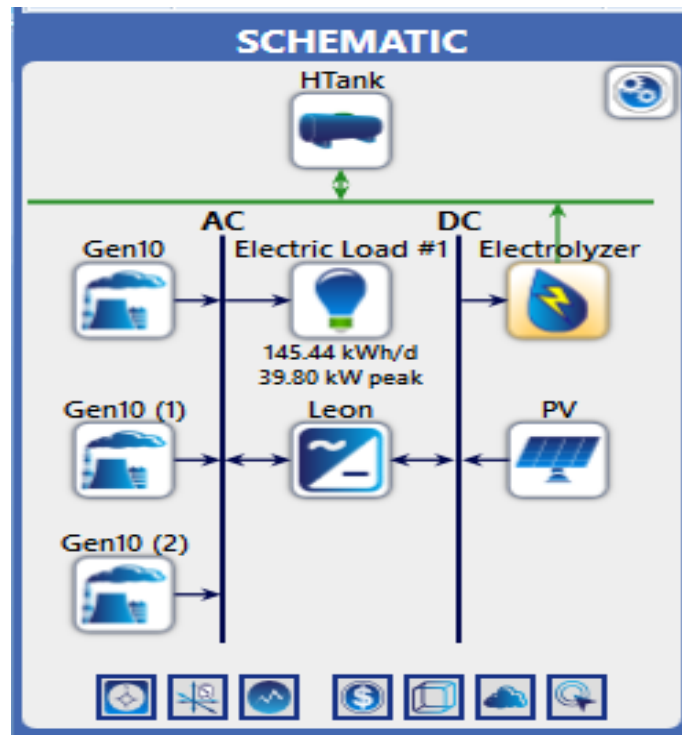 SCHEMATIC
HTank
AC
DC
Gen10
Electric Load #1
Electrolyzer
145.44 kWh/d
39.80 kW peak
Gen10 (1)
Leon
PV
Gen10 (2)